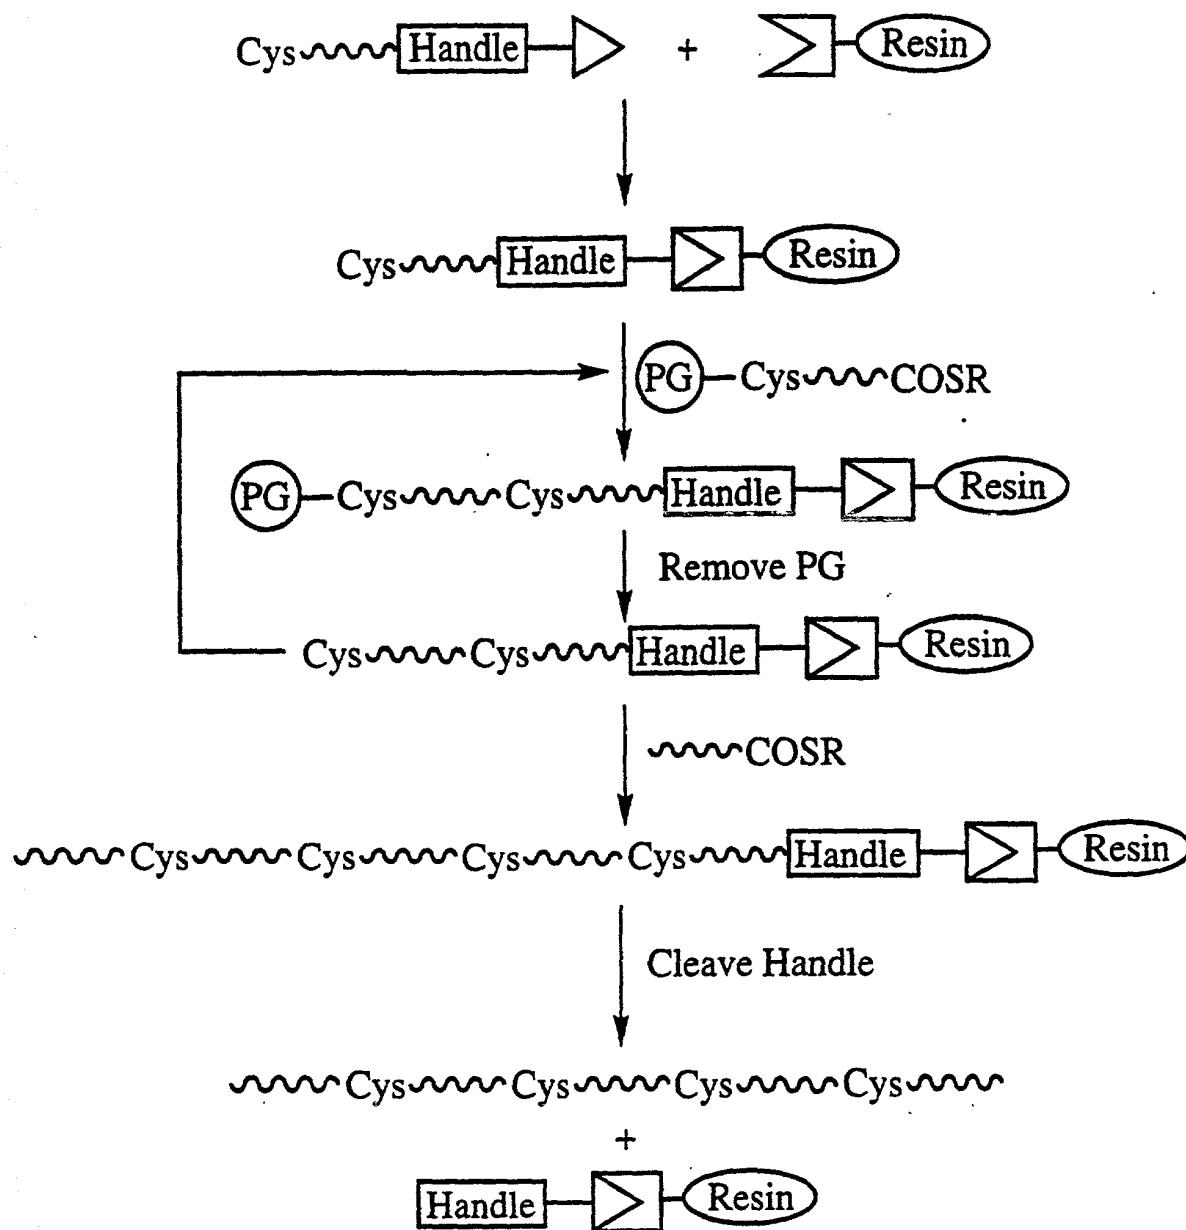 Cys Handle + Resin
Cys Handle Resin
PG Cys COSR
PG Cys Cys Handle Resin
Remove PG
Cys Cys Handle Resin
COSR
Cys Cys Cys Cys Handle Resin
Cleave Handle
Cys Cys Cys Cys
+
Handle Resin